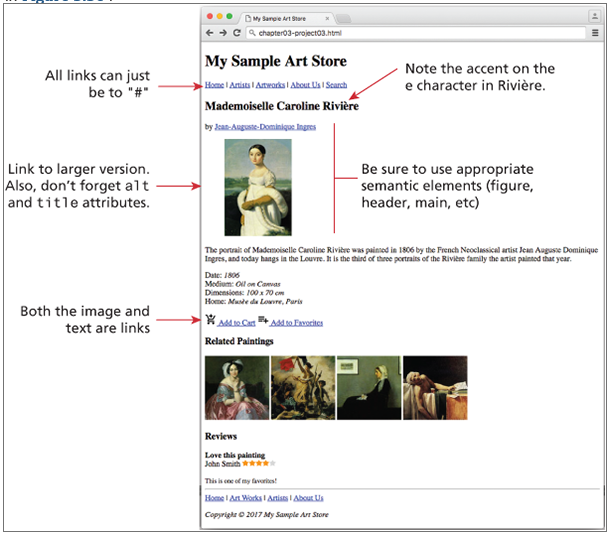 My Sample Art Store
chapter03-project03.html
My Sample Art Store
All links can just
be to "#"
Home | Artists | Artworks | About Us | Search
Note the accent on the
e character in Rivière.
Mademoiselle Caroline Rivière
by Jean-Auguste-Dominique Ingres
Link to larger version.
Also, don't forget alt
and title attributes.
Be sure to use appropriate
semantic elements (figure,
header, main, etc)
The portrait of Mademoiselle Caroline Rivière was painted in 1806 by the French Neoclassical artist Jean Auguste Dominique
Ingres, and today hangs in the Louvre. It is the third of three portraits of the Rivière family the artist painted that year.
Date: 1806
Medium: Oil on Canvas
Dimensions: 100 x 70 cm
Home: Musée du Louvre, Paris
Both the image and
text are links
Add to Cart Add to Favorites
Related Paintings
Reviews
Love this painting
John Smith
This is one of my favorites!
Home | Art Works | Artists | About Us
Copyright © 2017 My Sample Art Store